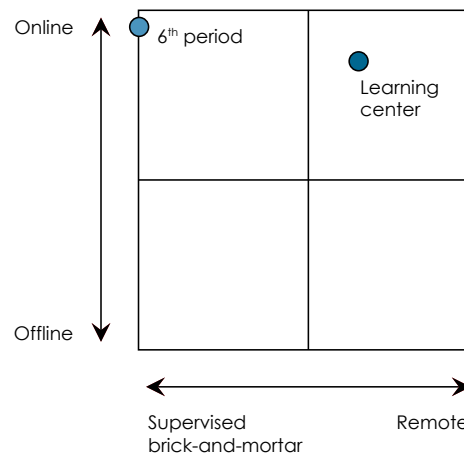 Online
6th period
Learning
center
Offline
Supervised
brick-and-mortar
Remote